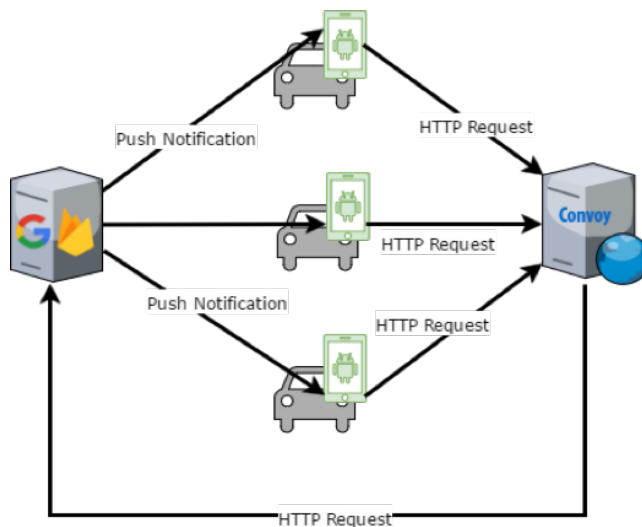 Push Notification
HTTP Request
Convoy
HTTP Request
Push Notification
HTTP Request
HTTP Request